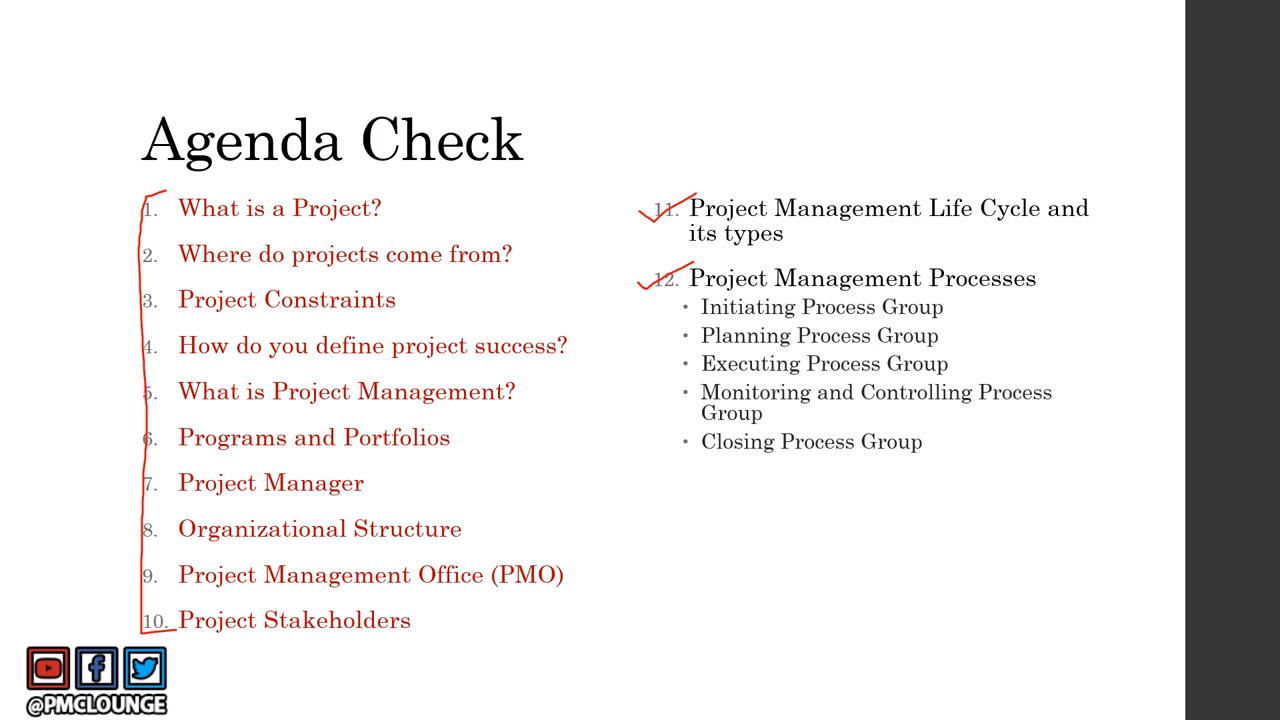 Agenda Check
1. What is a Project?
2. Where do projects come from?
3. Project Constraints
4. How do you define project success?
5. What is Project Management?
6. Programs and Portfolios
7. Project Manager
8. Organizational Structure
9. Project Management Office (PMO)
10. Project Stakeholders
11. Project Management Life Cycle and
its types
12. Project Management Processes
• Initiating Process Group
• Planning Process Group
• Executing Process Group
• Monitoring and Controlling Process
Group
• Closing Process Group
@PMCLOUNGE